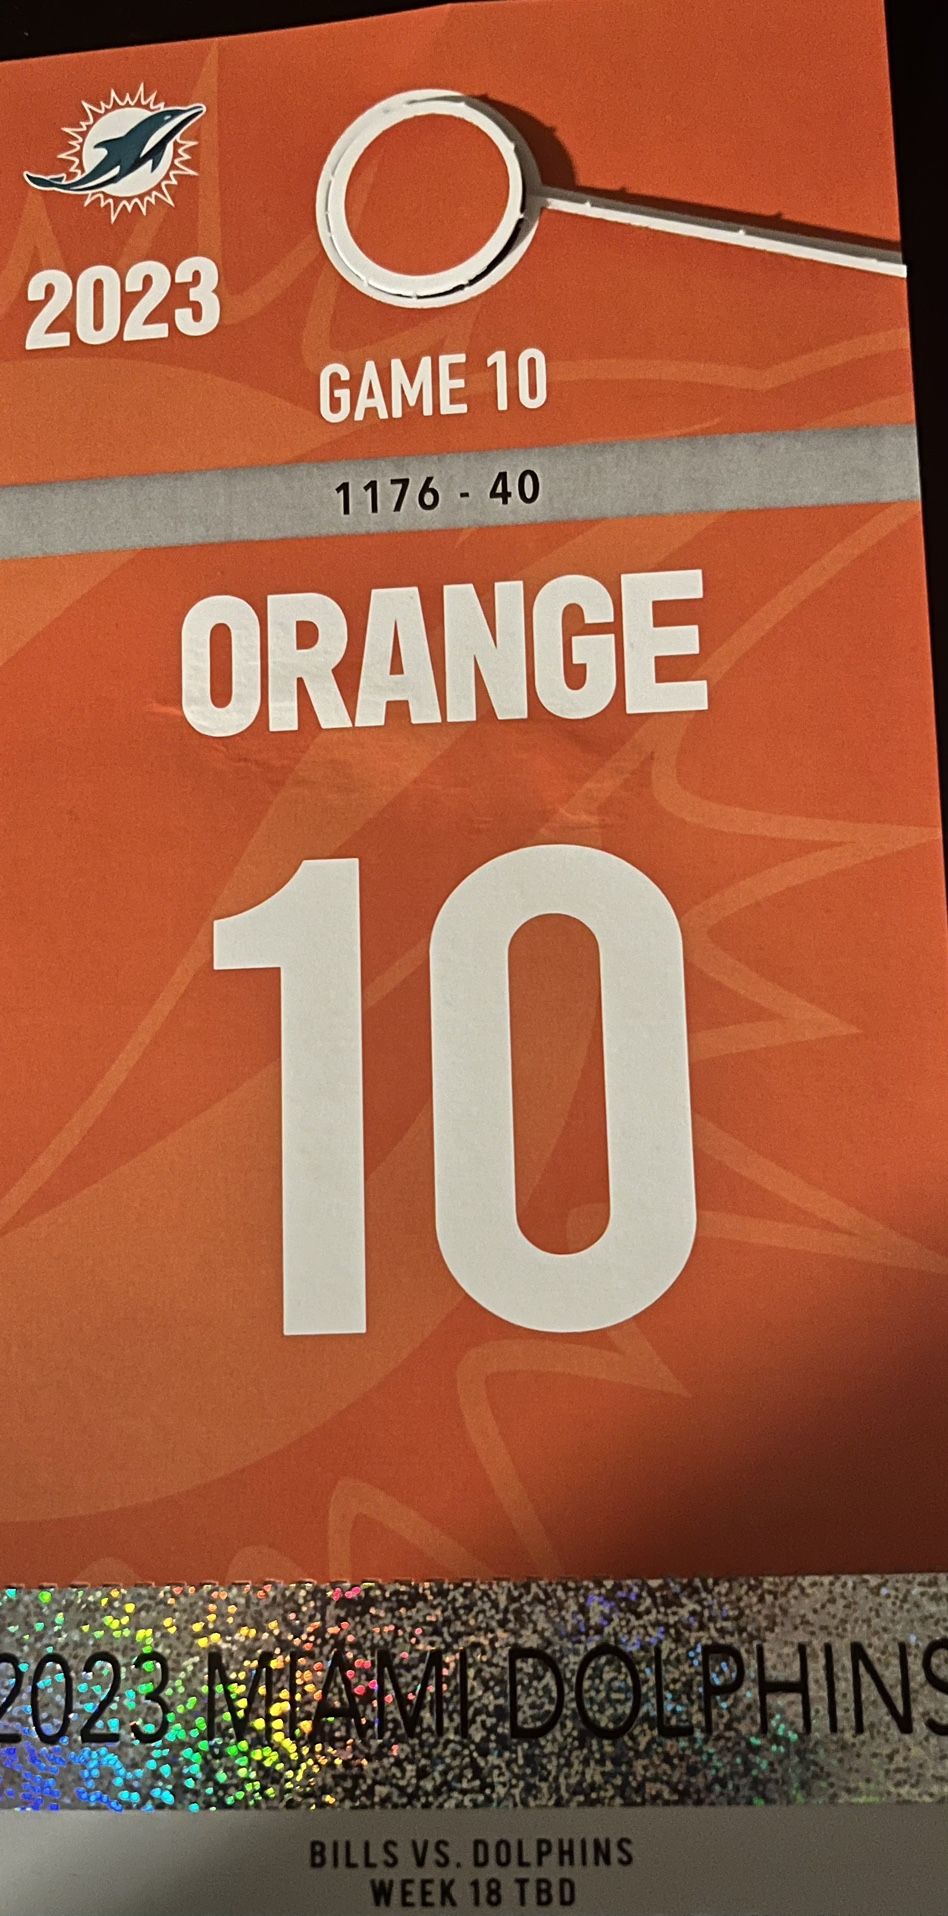 2023
GAME 10
1176 - 40
ORANGE
10
2023 MIAMI DOLPHINS
BILLS VS. DOLPHINS
WEEK 18 TBD